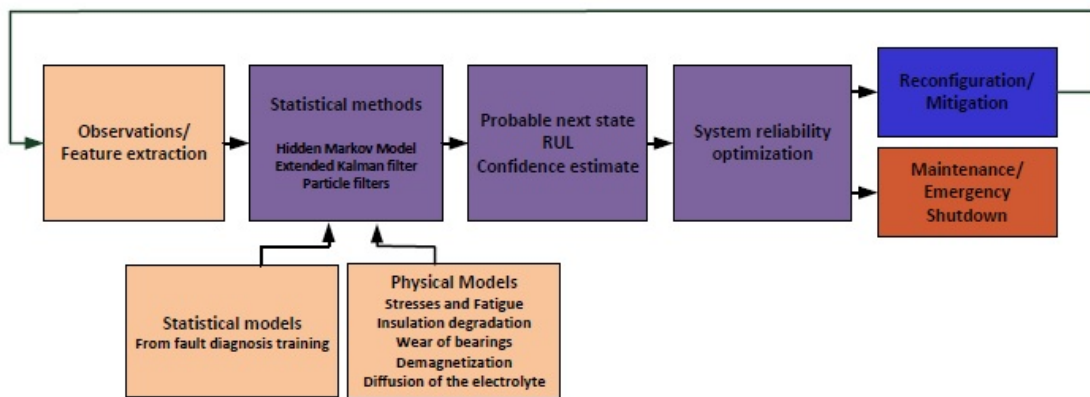 Observations/
Feature extraction
Statistical methods
Hidden Markov Model
Extended Kalman filter
Particle filters
Probable next state
RUL
Confidence estimate
System reliability
optimization
Reconfiguration/
Mitigation
Maintenance/
Emergency
Shutdown
Statistical models
From fault diagnosis training
Physical Models
Stresses and Fatigue
Insulation degradation
Wear of bearings
Demagnetization
Diffusion of the electrolyte